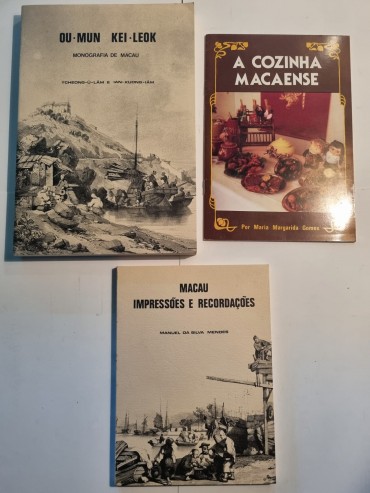 OU-MUN KEI-LEOK
MONOGRAFIA DE MACAU
TCHEONG-Ü-LÂM E IAN-KUONG-IÂM
A COZINHA
MACAENSE
Por Maria Margarida Gomes
MACAU
IMPRESSÕES E RECORDAÇÕES
MANUEL DA SILVA MENDES